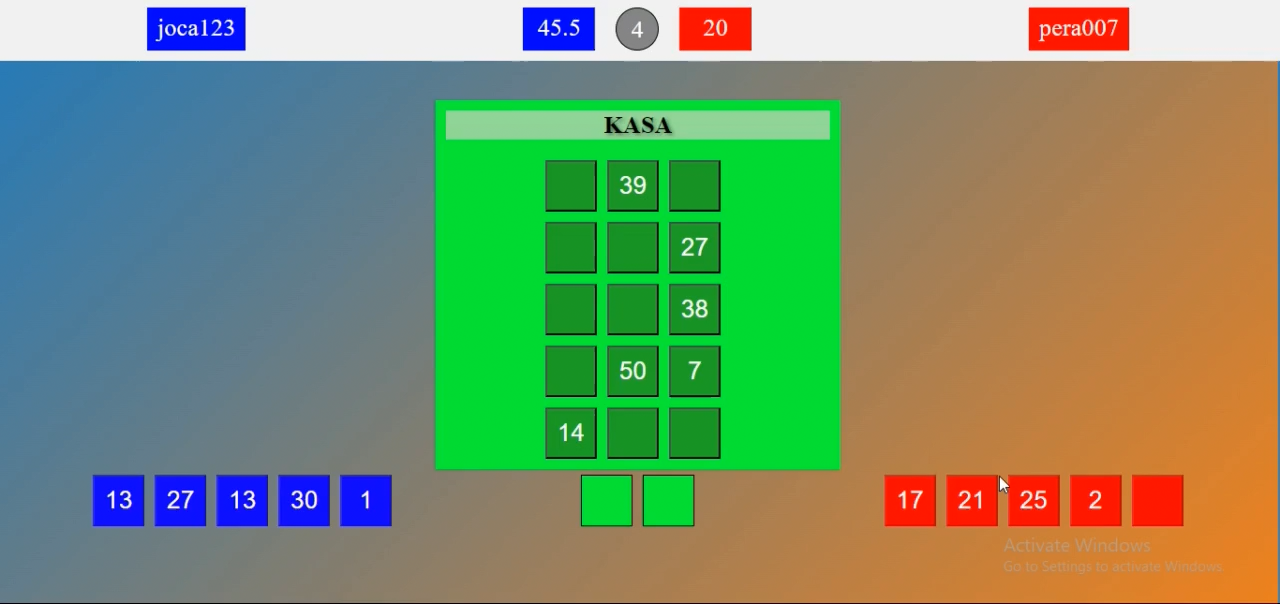 joca123 45.5 4 20 pera007
KASA
39
27
38
50 7
14
13 27 13 30 1 17 21 25 2
Activate Windows
Go to Settings to activate Windows.